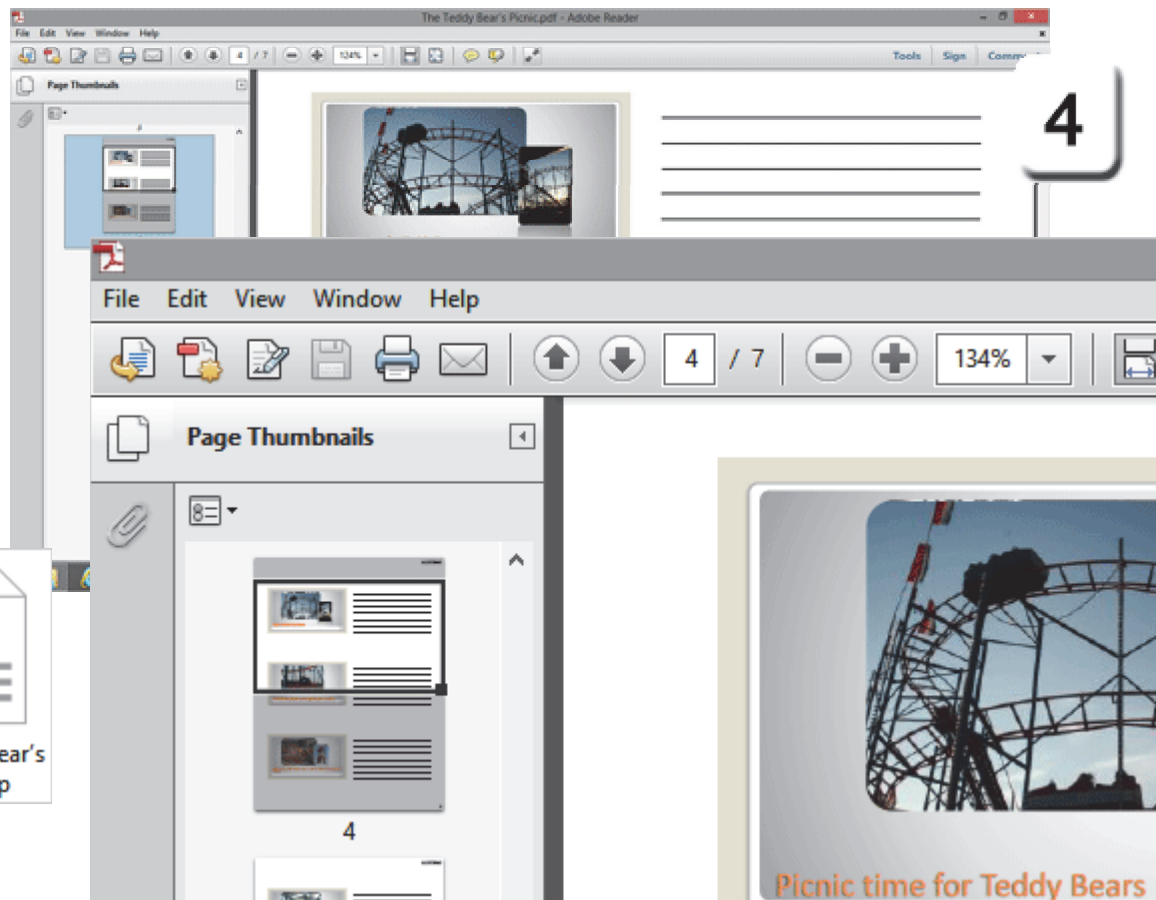 The Teddy Bear's Picnic.pdf - Adobe Reader
File Edit View Window Help
4 / 7 124% Tools Sign
Page Thumbnails
4
File Edit View Window Help
4 / 7 134%
Page Thumbnails
4
ear's
p
Picnic time for Teddy Bears